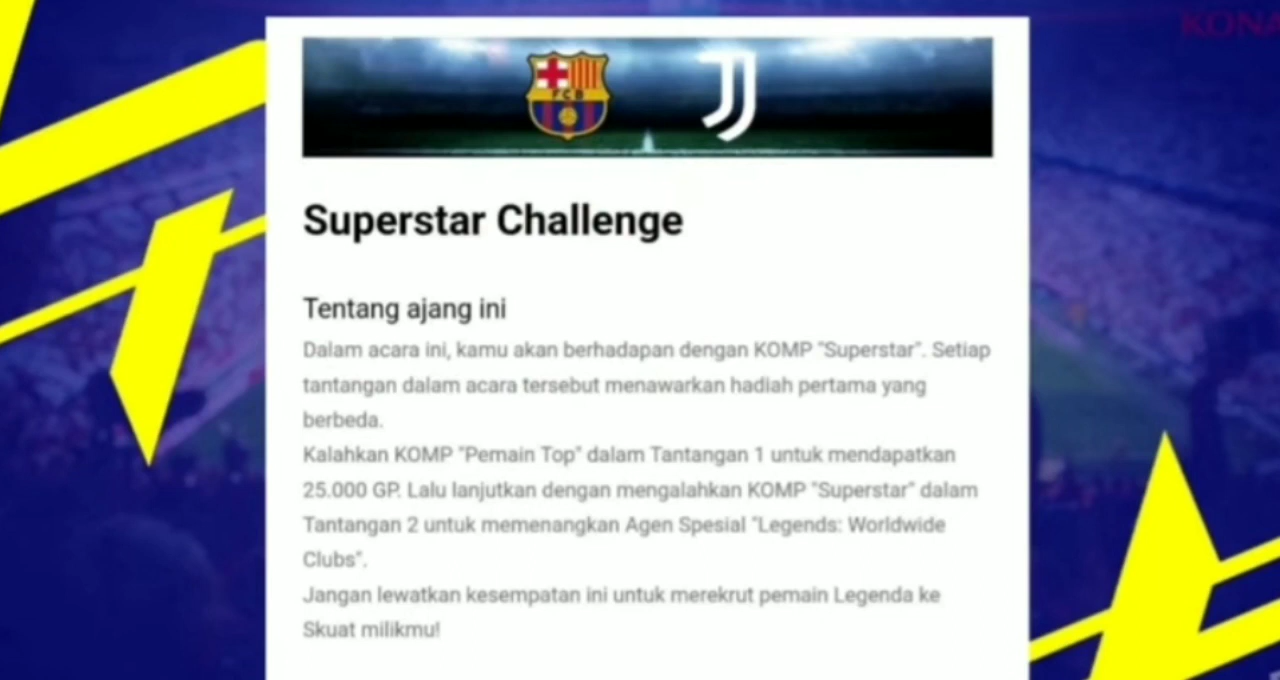 KONA
FCB
Superstar Challenge
Tentang ajang ini
Dalam acara ini, kamu akan berhadapan dengan KOMP "Superstar". Setiap
tantangan dalam acara tersebut menawarkan hadiah pertama yang
berbeda.
Kalahkan KOMP "Pemain Top" dalam Tantangan 1 untuk mendapatkan
25.000 GP. Lalu lanjutkan dengan mengalahkan KOMP "Superstar" dalam
Tantangan 2 untuk memenangkan Agen Spesial "Legends: Worldwide
Clubs".
Jangan lewatkan kesempatan ini untuk merekrut pemain Legenda ke
Skuat milikmu!